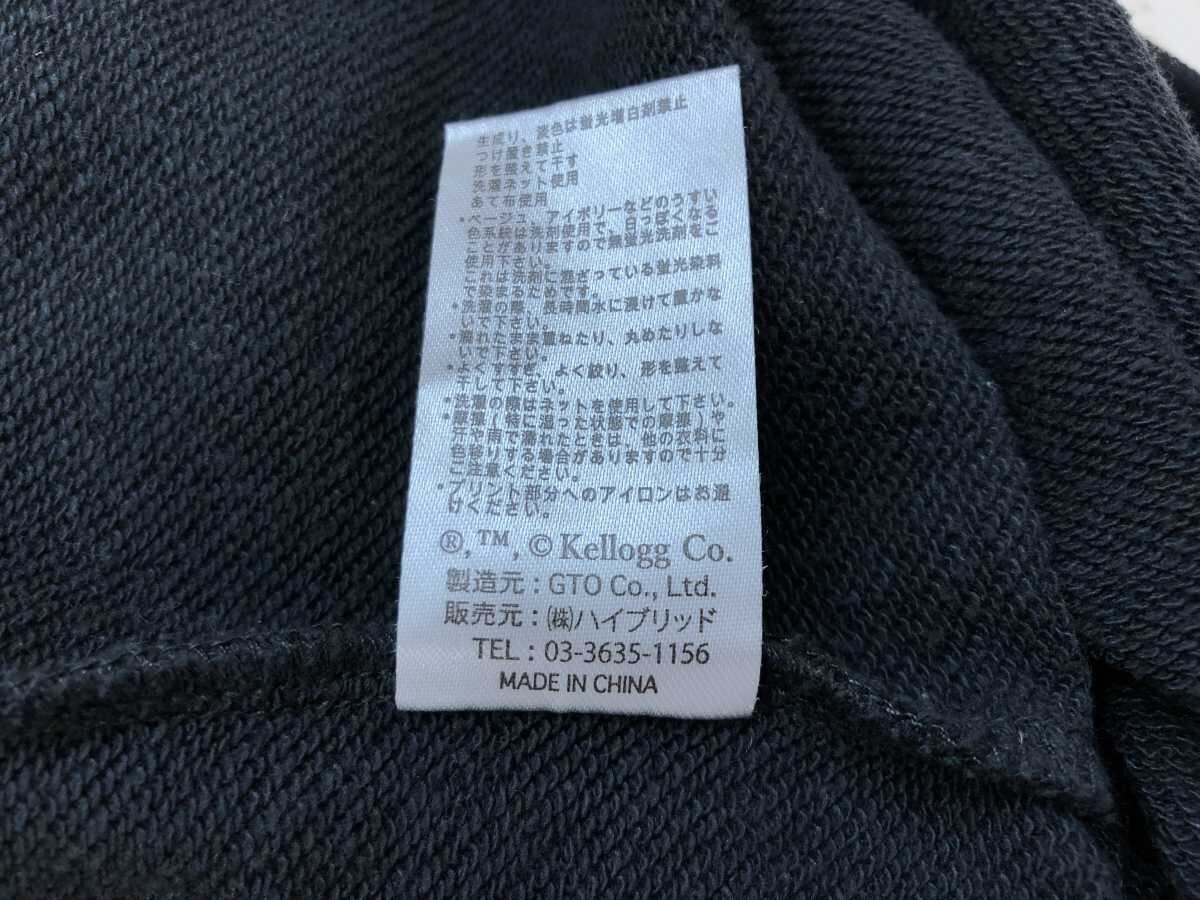 生成り、淡色は蛍光増白剤禁止
つけ置き禁止
形を整えて干す
洗濯ネット使用
あて布使用
・ベージュ、アイボリーなどのうすい
色系統は洗剤使用で、白っぽくなる
ことがありますので無蛍光洗剤をご
使用下さい。
これは洗剤に混ざっている蛍光染料
で染まるためです。
・洗濯の際、長時間水に浸けて置かな
いで下さい。
・濡れたまま重ねたり、丸めたりしな
いで下さい。
・よくすすぎ、よく絞り、形を整えて
干して下さい。
・洗濯の際はネットを使用して下さい。
・摩擦(特に湿った状態での摩擦)や
汗や雨で濡れたときは、他の衣料に
色移りする場合がありますので十分
ご注意ください。
・プリント部分へのアイロンはお避
けください。
®,™,© Kellogg Co.
製造元:GTO Co., Ltd.
販売元:㈱ハイブリッド
TEL:03-3635-1156
MADE IN CHINA